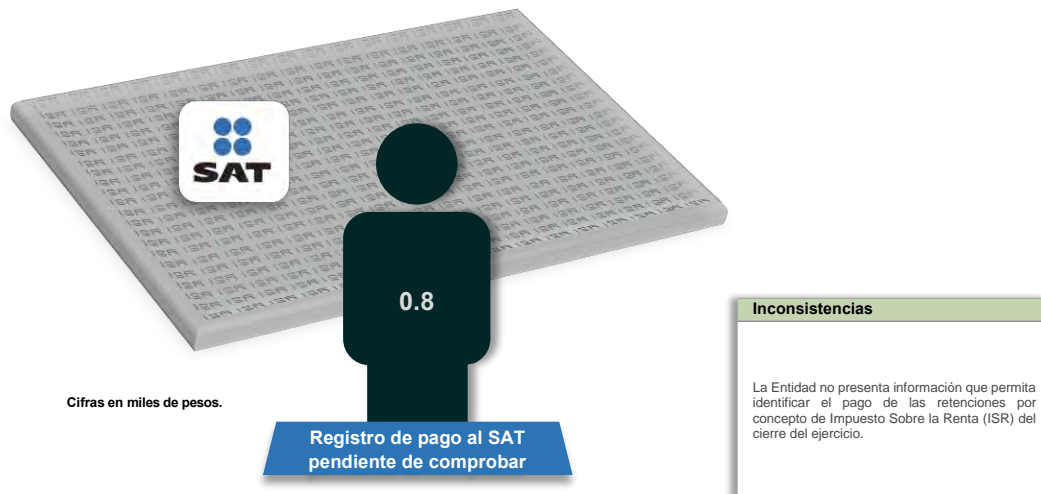 SAT
0.8
Cifras en miles de pesos.
Registro de pago al SAT
pendiente de comprobar
Inconsistencias
La Entidad no presenta información que permita
identificar el pago de las retenciones por
concepto de Impuesto Sobre la Renta (ISR) del
cierre del ejercicio.